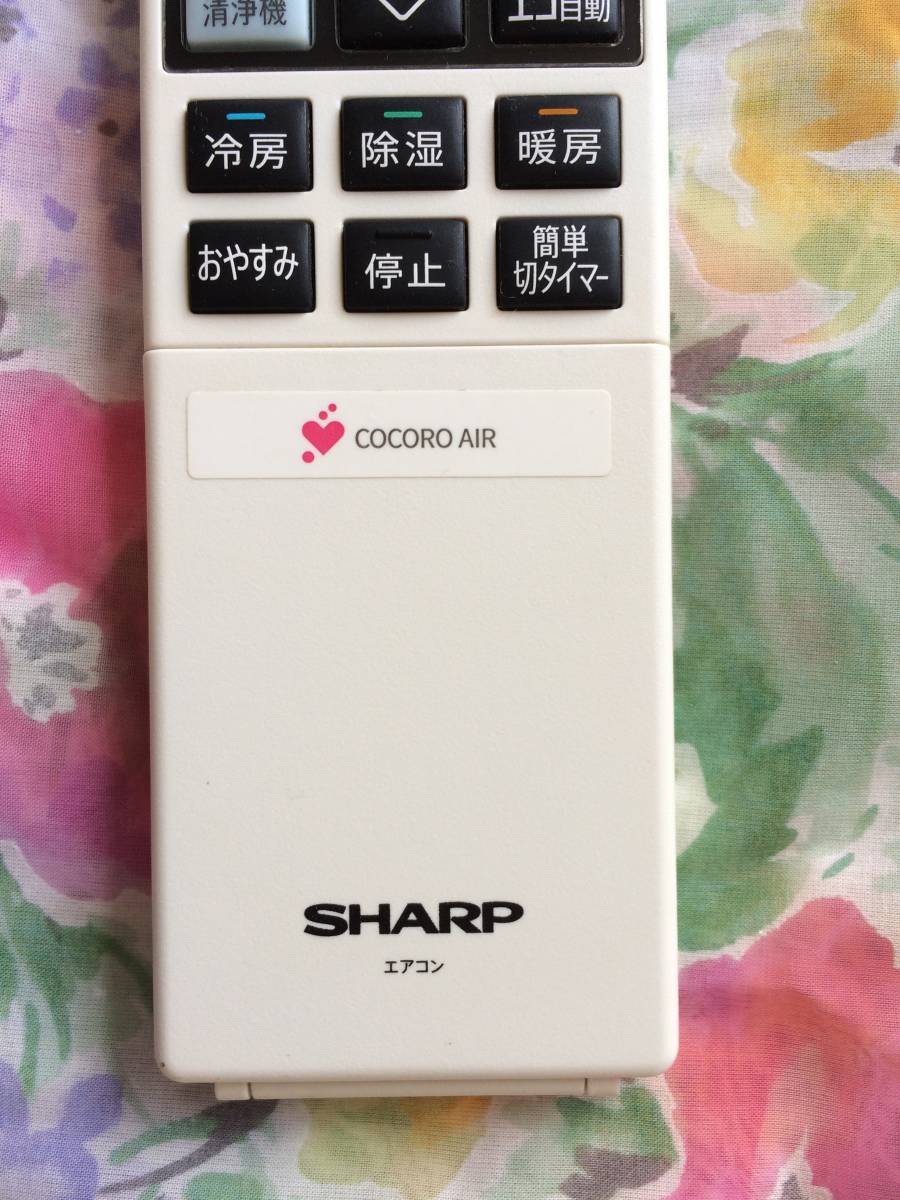 清浄機
エコ自動
冷房
除湿
暖房
おやすみ
停止
簡単
切タイマー
COCORO AIR
SHARP
エアコン